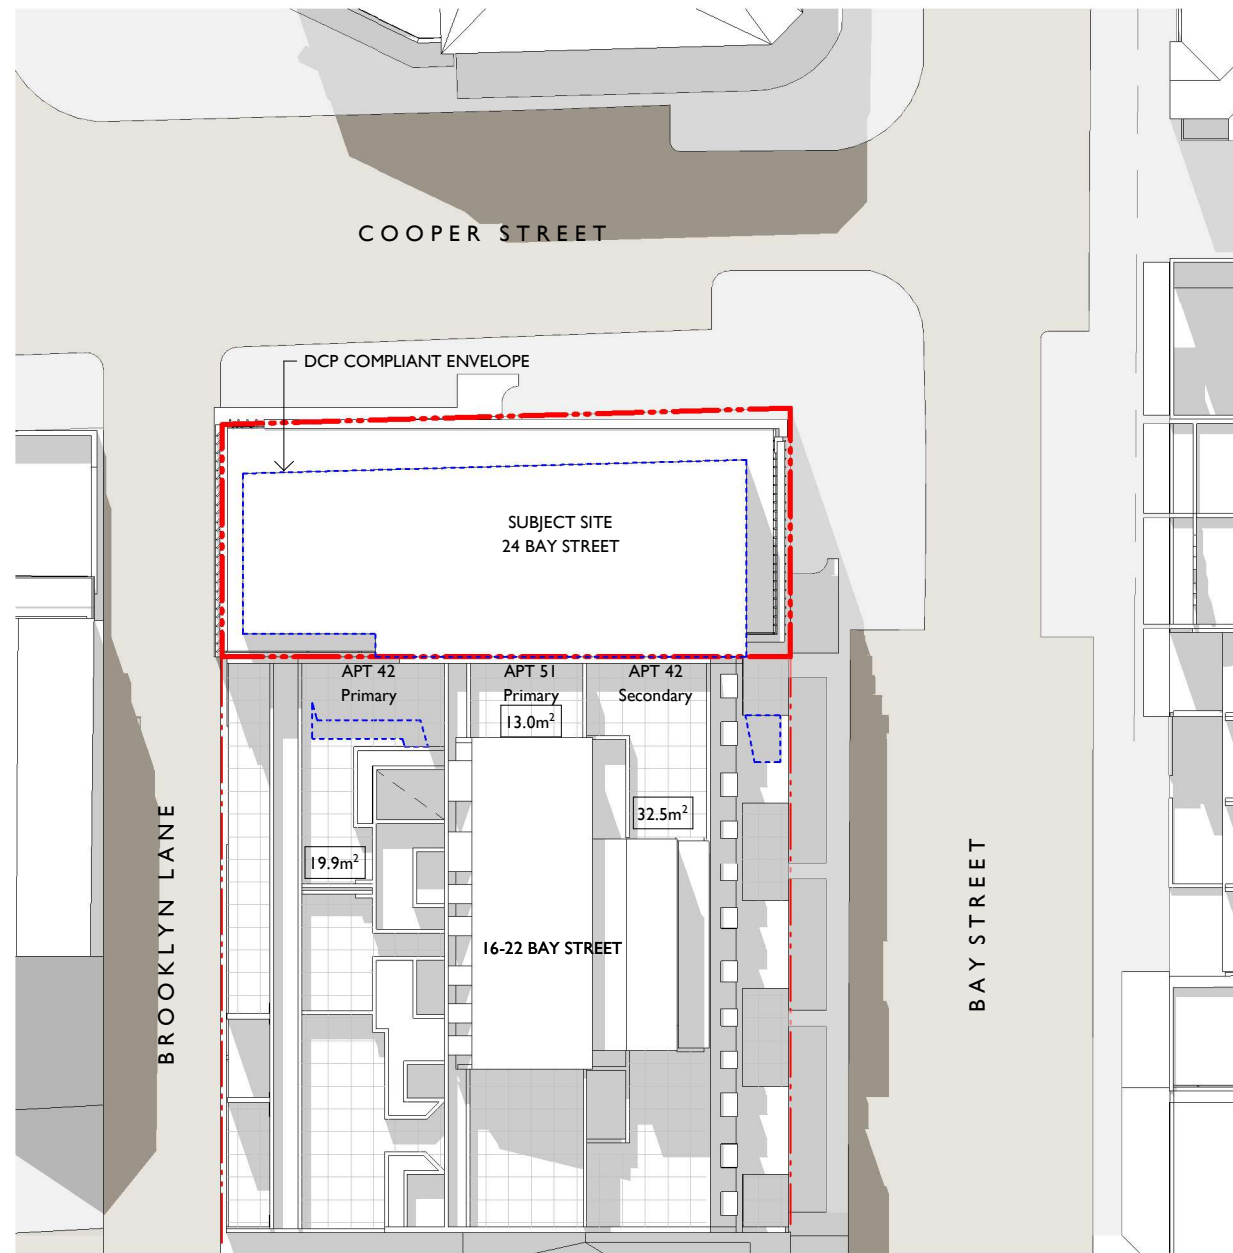 COOPER STREET
DCP COMPLIANT ENVELOPE
SUBJECT SITE
24 BAY STREET
APT 42
Primary
APT 51
Primary
13.0m²
APT 42
Secondary
32.5m²
19.9m²
16-22 BAY STREET
BROOKLYN LANE
BAY STREET